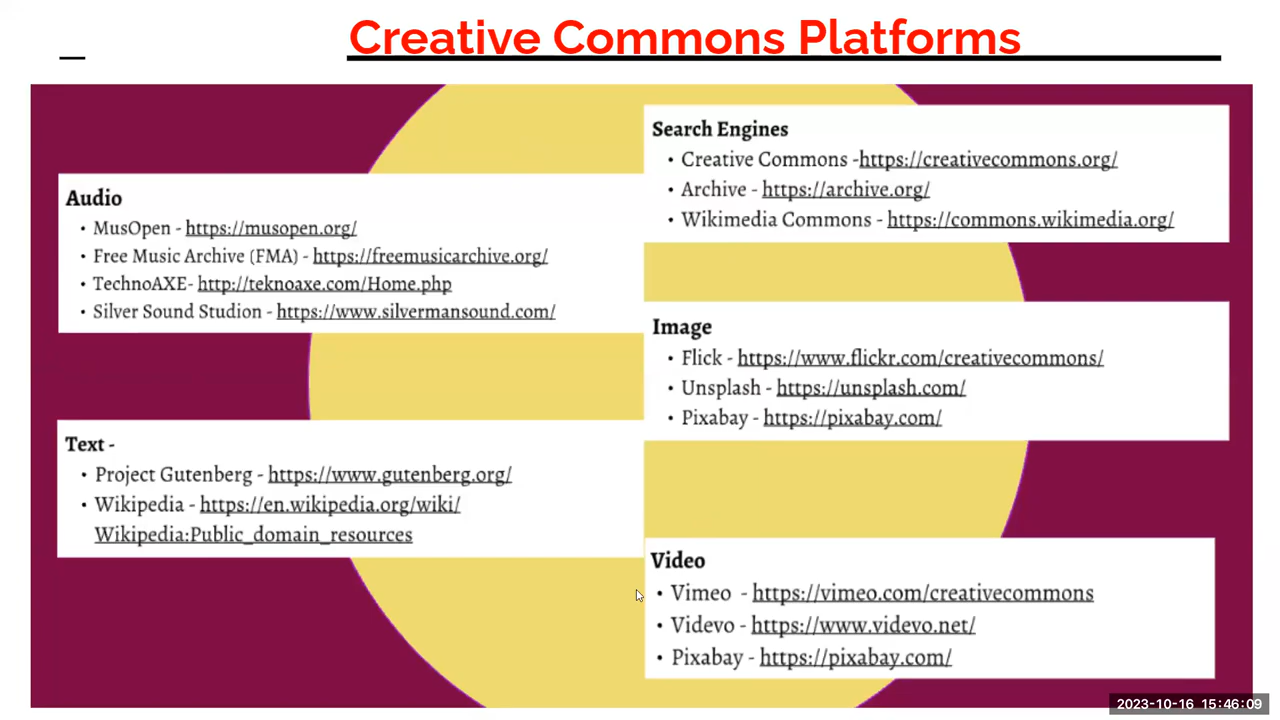 Creative Commons Platforms
Audio
• MusOpen - https://musopen.org/
• Free Music Archive (FMA) - https://freemusicarchive.org/
• TechnoAXE- http://teknoaxe.com/Home.php
• Silver Sound Studion - https://www.silvermansound.com/
Text -
• Project Gutenberg - https://www.gutenberg.org/
• Wikipedia - https://en.wikipedia.org/wiki/
Wikipedia:Public_domain_resources
Search Engines
• Creative Commons -https://creativecommons.org/
• Archive - https://archive.org/
• Wikimedia Commons - https://commons.wikimedia.org/
Image
• Flick - https://www.flickr.com/creativecommons/
• Unsplash - https://unsplash.com/
• Pixabay - https://pixabay.com/
Video
• Vimeo - https://vimeo.com/creativecommons
• Videvo - https://www.videvo.net/
• Pixabay - https://pixabay.com/
2023-10-16 15:46:09